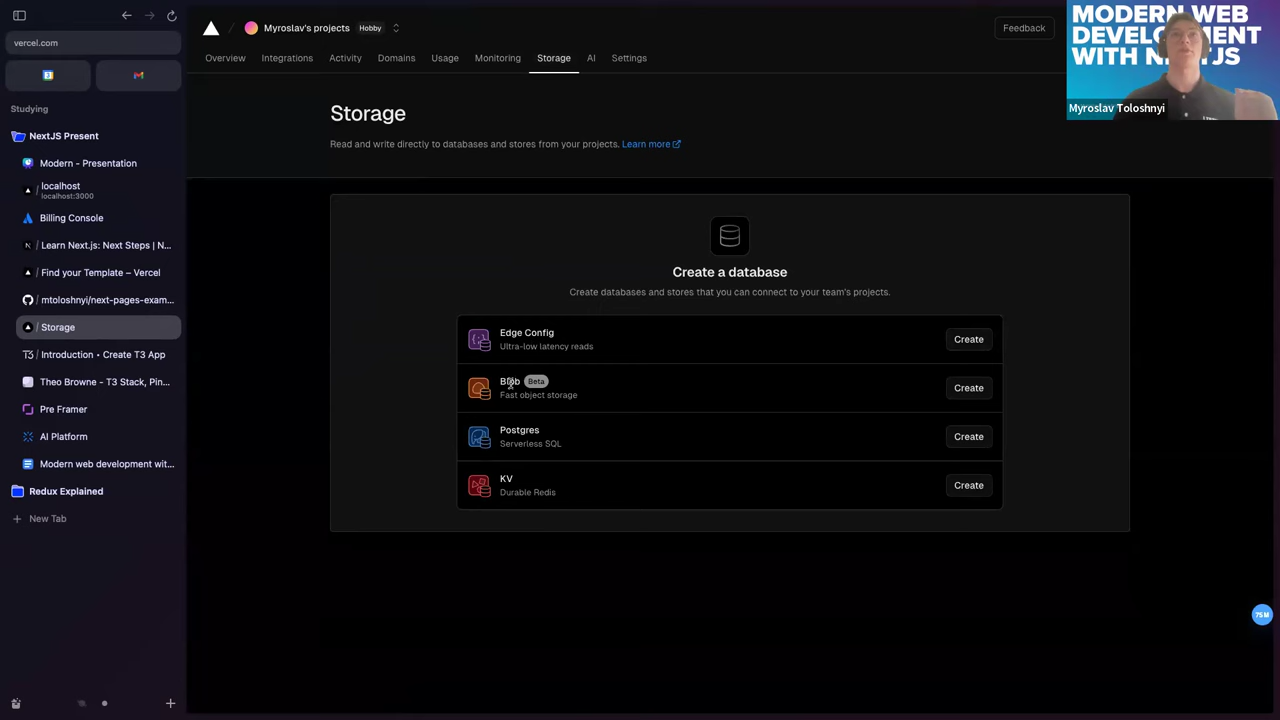 vercel.com
31
Studying
NextJS Present
Modern - Presentation
localhost
localhost:3000
Billing Console
Learn Next.js: Next Steps | N...
Find your Template – Vercel
mtoloshnyi/next-pages-exam...
Storage
Introduction • Create T3 App
Theo Browne - T3 Stack, Pin...
Pre Framer
AI Platform
Modern web development wit...
Redux Explained
New Tab
Myroslav's projects Hobby
Feedback
Overview Integrations Activity Domains Usage Monitoring Storage AI Settings
Storage
Read and write directly to databases and stores from your projects. Learn more
Create a database
Create databases and stores that you can connect to your team's projects.
Edge Config
Ultra-low latency reads
Create
Blob Beta
Fast object storage
Create
Postgres
Serverless SQL
Create
KV
Durable Redis
Create
MODERN WEB
DEVELOPMENT
WITH NEXTJS
Myroslav Toloshnyi
75M